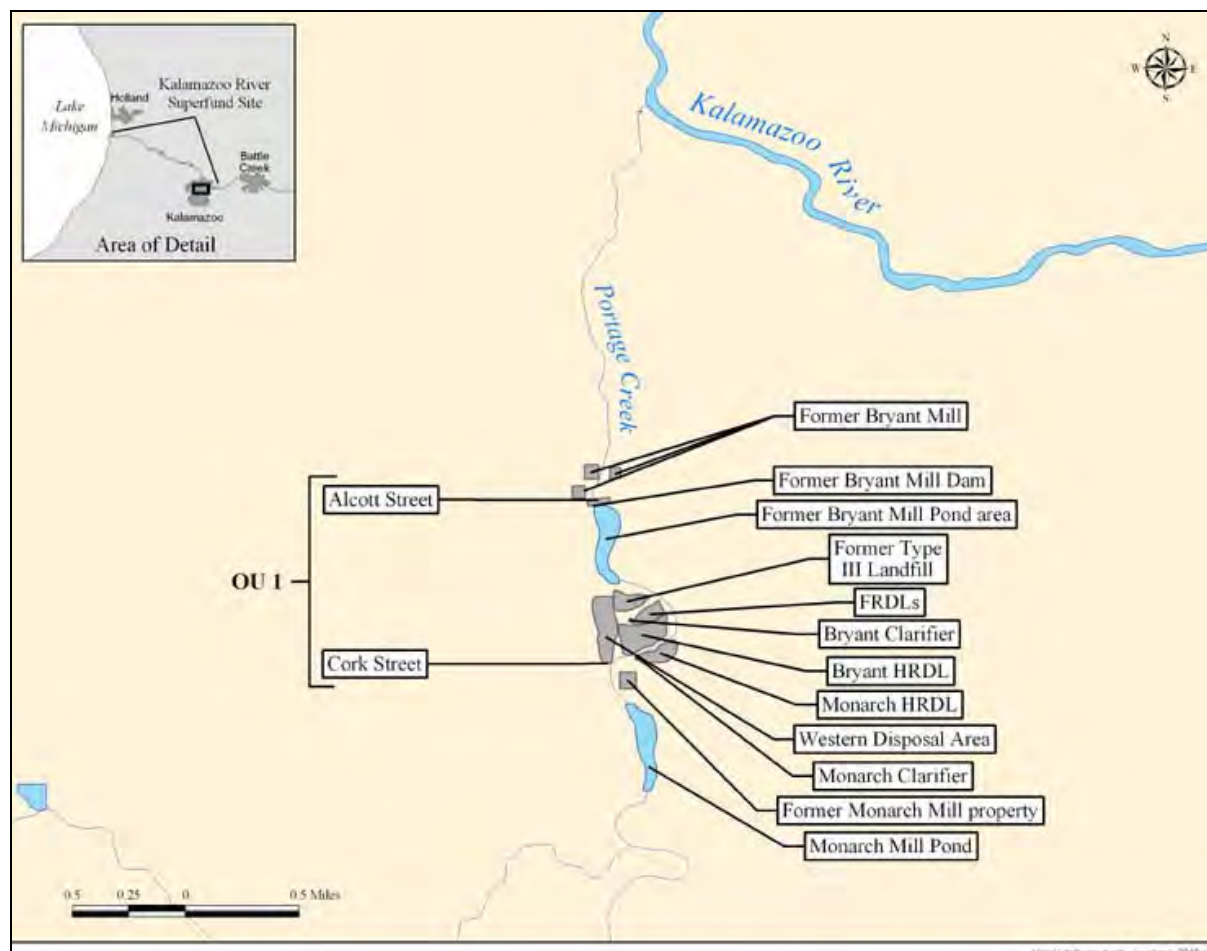 Lake
Michigan
Holland
Kalamazoo River
Superfund Site
Battle
Creek
Kalamazoo
Area of Detail
N
W
E
S
Kalamazoo River
Portage Creek
Former Bryant Mill
Alcott Street
Former Bryant Mill Dam
Former Bryant Mill Pond area
Former Type
III Landfill
OU 1
FRDLs
Bryant Clarifier
Cork Street
Bryant HRDL
Monarch HRDL
Western Disposal Area
Monarch Clarifier
Former Monarch Mill property
Monarch Mill Pond
0.5 0.25 0 0.5 Miles